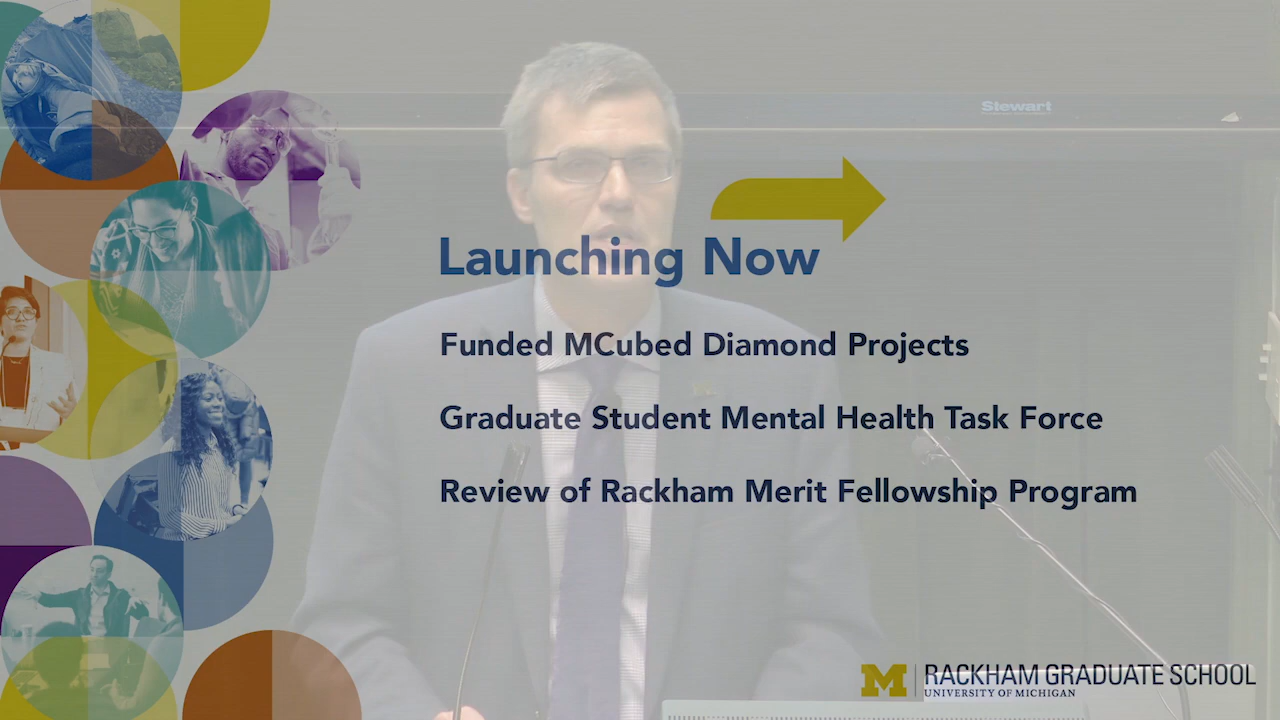 Stewart
Launching Now
Funded MCubed Diamond Projects
Graduate Student Mental Health Task Force
Review of Rackham Merit Fellowship Program
M
RACKHAM GRADUATE SCHOOL
UNIVERSITY OF MICHIGAN